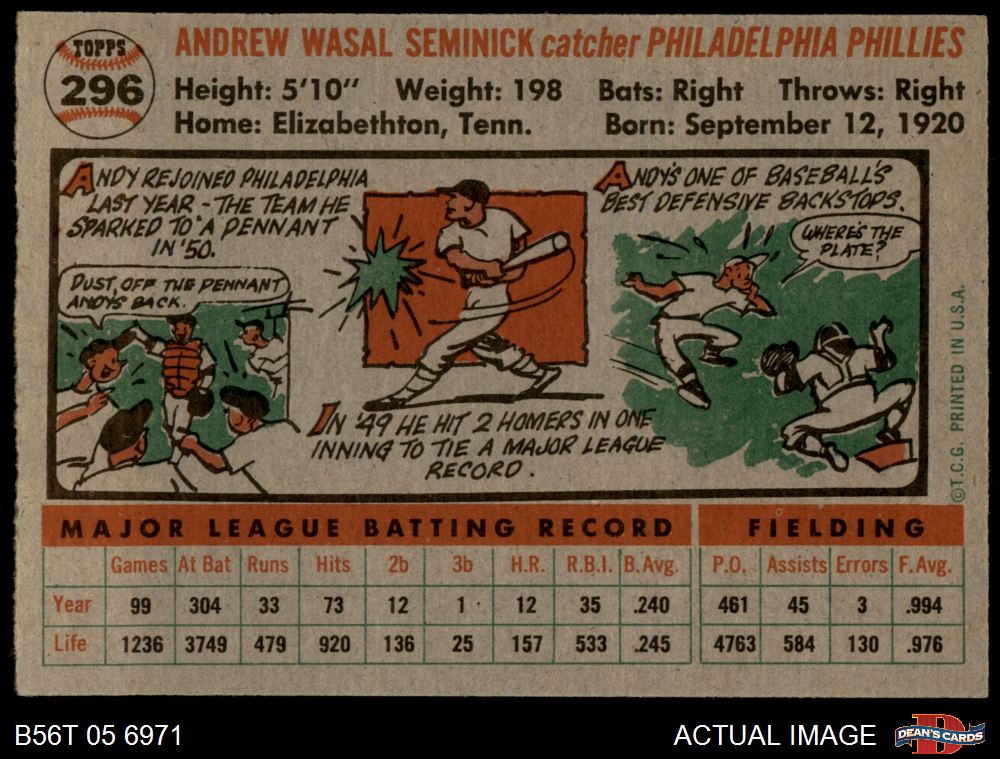 TOPPS
296
ANDREW WASAL SEMINICK catcher PHILADELPHIA PHILLIES
Height: 5'10" Weight: 198 Bats: Right Throws: Right
Home: Elizabethton, Tenn. Born: September 12, 1920
ANDY REJOINED PHILADELPHIA
LAST YEAR - THE TEAM HE
SPARKED TO A PENNANT
IN '50.
DUST OFF THE PENNANT
ANDY'S BACK.
IN '49 HE HIT 2 HOMERS IN ONE
INNING TO TIE A MAJOR LEAGUE
RECORD.
ANDY'S ONE OF BASEBALL'S
BEST DEFENSIVE BACKSTOPS.
WHERE'S THE
PLATE?
©T.C.G. PRINTED IN U.S.A.
MAJOR LEAGUE BATTING RECORD FIELDING
Games At Bat Runs Hits 2b 3b H.R. R.B.I. B.Avg. P.O. Assists Errors F.Avg.
Year 99 304 33 73 12 1 12 35 .240 461 45 3 .994
Life 1236 3749 479 920 136 25 157 533 .245 4763 584 130 .976
B56T 05 6971 ACTUAL IMAGE
D
DEAN'S CARDS